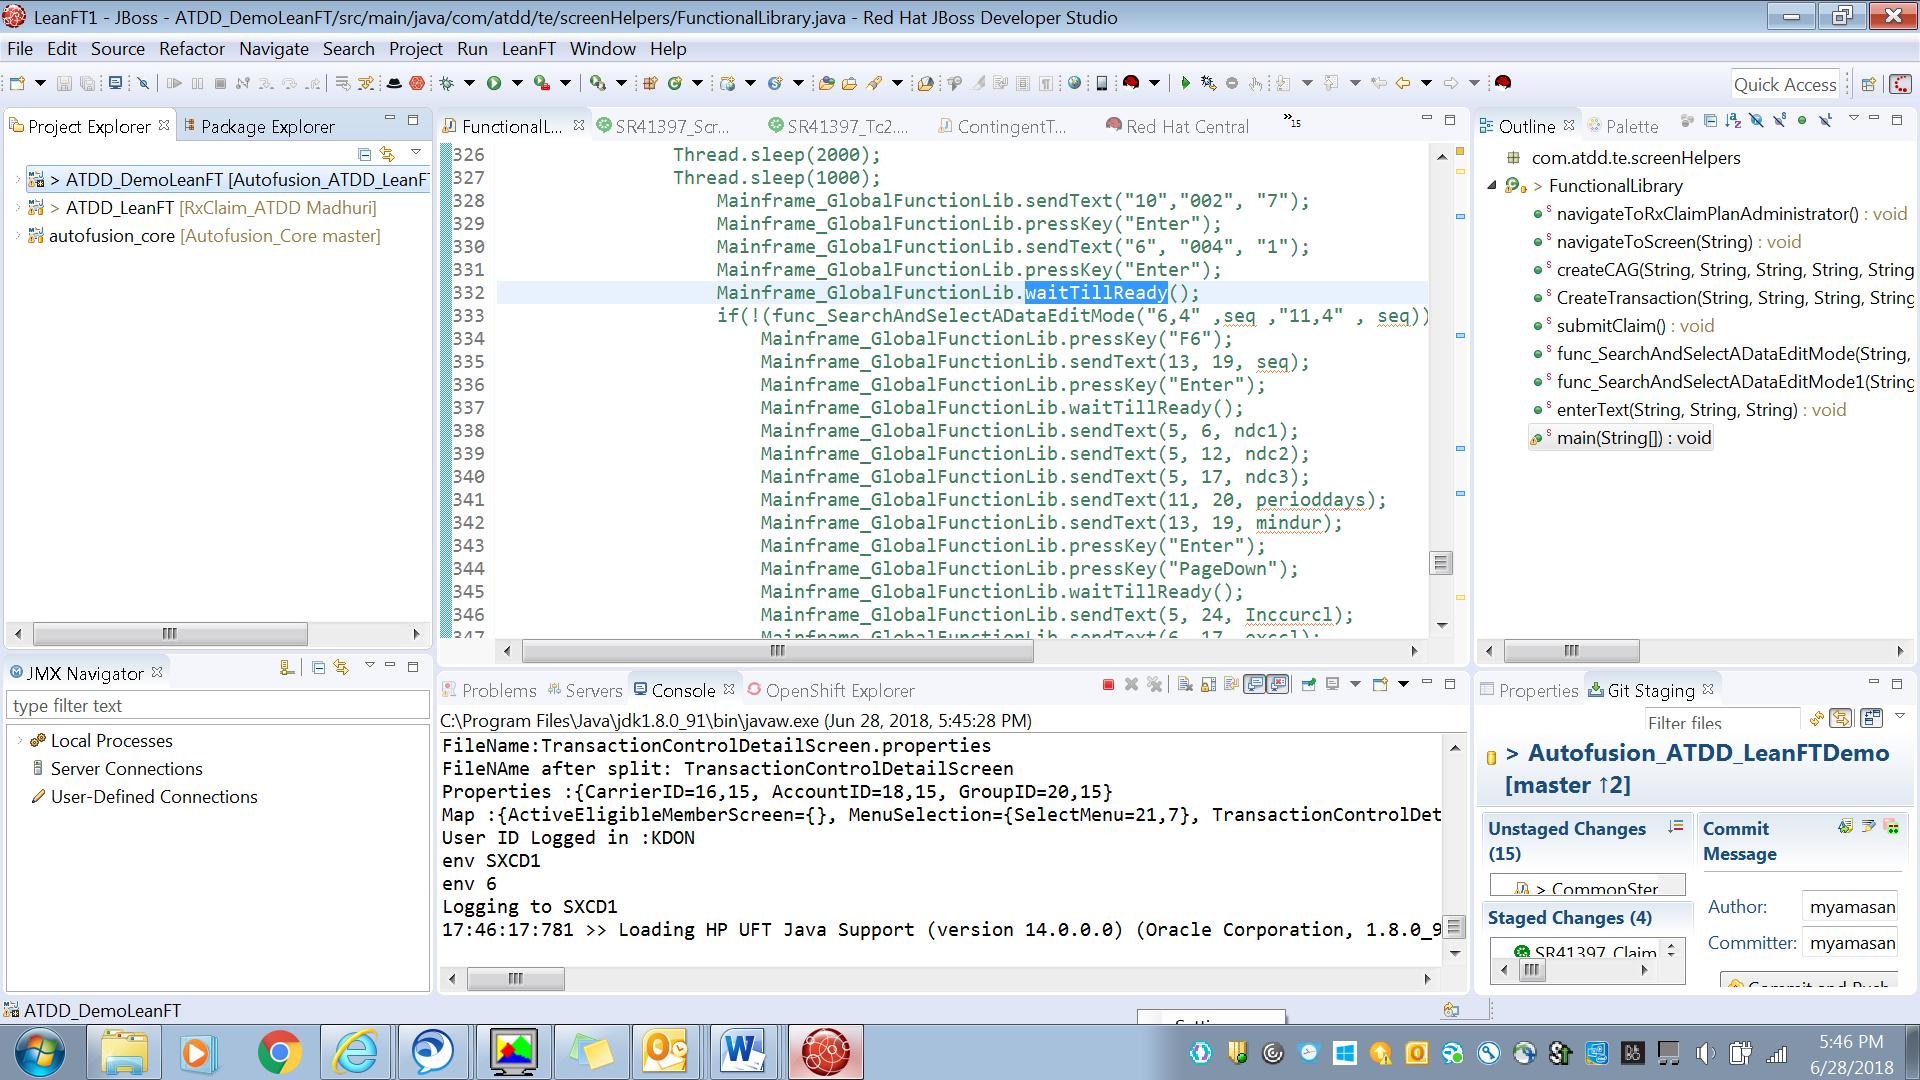 LeanFT1 - JBoss - ATDD_DemoLeanFT/src/main/java/com/atdd/te/screenHelpers/FunctionalLibrary.java - Red Hat JBoss Developer Studio
File Edit Source Refactor Navigate Search Project Run LeanFT Window Help
Quick Access
Project Explorer Package Explorer
> ATDD_DemoLeanFT [Autofusion_ATDD_LeanF
> ATDD_LeanFT [RxClaim_ATDD Madhuri]
autofusion_core [Autofusion_Core master]
JMX Navigator
type filter text
Local Processes
Server Connections
User-Defined Connections
FunctionalL... SR41397_Scr... SR41397_Tc2.... ContingentT... Red Hat Central »15
326 Thread.sleep(2000);
327 Thread.sleep(1000);
328 Mainframe_GlobalFunctionLib.sendText("10","002", "7");
329 Mainframe_GlobalFunctionLib.pressKey("Enter");
330 Mainframe_GlobalFunctionLib.sendText("6", "004", "1");
331 Mainframe_GlobalFunctionLib.pressKey("Enter");
332 Mainframe_GlobalFunctionLib.waitTillReady();
333 if(!(func_SearchAndSelectADataEditMode("6,4" ,seq ,"11,4" , seq))
334 Mainframe_GlobalFunctionLib.pressKey("F6");
335 Mainframe_GlobalFunctionLib.sendText(13, 19, seq);
336 Mainframe_GlobalFunctionLib.pressKey("Enter");
337 Mainframe_GlobalFunctionLib.waitTillReady();
338 Mainframe_GlobalFunctionLib.sendText(5, 6, ndc1);
339 Mainframe_GlobalFunctionLib.sendText(5, 12, ndc2);
340 Mainframe_GlobalFunctionLib.sendText(5, 17, ndc3);
341 Mainframe_GlobalFunctionLib.sendText(11, 20, perioddays);
342 Mainframe_GlobalFunctionLib.sendText(13, 19, mindur);
343 Mainframe_GlobalFunctionLib.pressKey("Enter");
344 Mainframe_GlobalFunctionLib.pressKey("PageDown");
345 Mainframe_GlobalFunctionLib.waitTillReady();
346 Mainframe_GlobalFunctionLib.sendText(5, 24, Inccurcl);
347 Mainframe_GlobalFunctionLib.sendText(6, 17, exccl);
Problems Servers Console OpenShift Explorer
C:\Program Files\Java\jdk1.8.0_91\bin\javaw.exe (Jun 28, 2018, 5:45:28 PM)
FileName:TransactionControlDetailScreen.properties
FileNAme after split: TransactionControlDetailScreen
Properties :{CarrierID=16,15, AccountID=18,15, GroupID=20,15}
Map :{ActiveEligibleMemberScreen={}, MenuSelection={SelectMenu=21,7}, TransactionControlDet
User ID Logged in :KDON
env SXCD1
env 6
Logging to SXCD1
17:46:17:781 >> Loading HP UFT Java Support (version 14.0.0.0) (Oracle Corporation, 1.8.0_9
Outline Palette
com.atdd.te.screenHelpers
> FunctionalLibrary
navigateToRxClaimPlanAdministrator() : void
navigateToScreen(String) : void
createCAG(String, String, String, String, String
CreateTransaction(String, String, String, String,
submitClaim() : void
func_SearchAndSelectADataEditMode(String,
func_SearchAndSelectADataEditMode1(String
enterText(String, String, String) : void
main(String[]) : void
Properties Git Staging
Filter files
> Autofusion_ATDD_LeanFTDemo
[master ↑2]
Unstaged Changes
(15)
> CommonSter
Staged Changes (4)
SR41397_Claim
Commit
Message
Author: myamasan
Committer: myamasan
Commit and Push
ATDD_DemoLeanFT
5:46 PM
6/28/2018